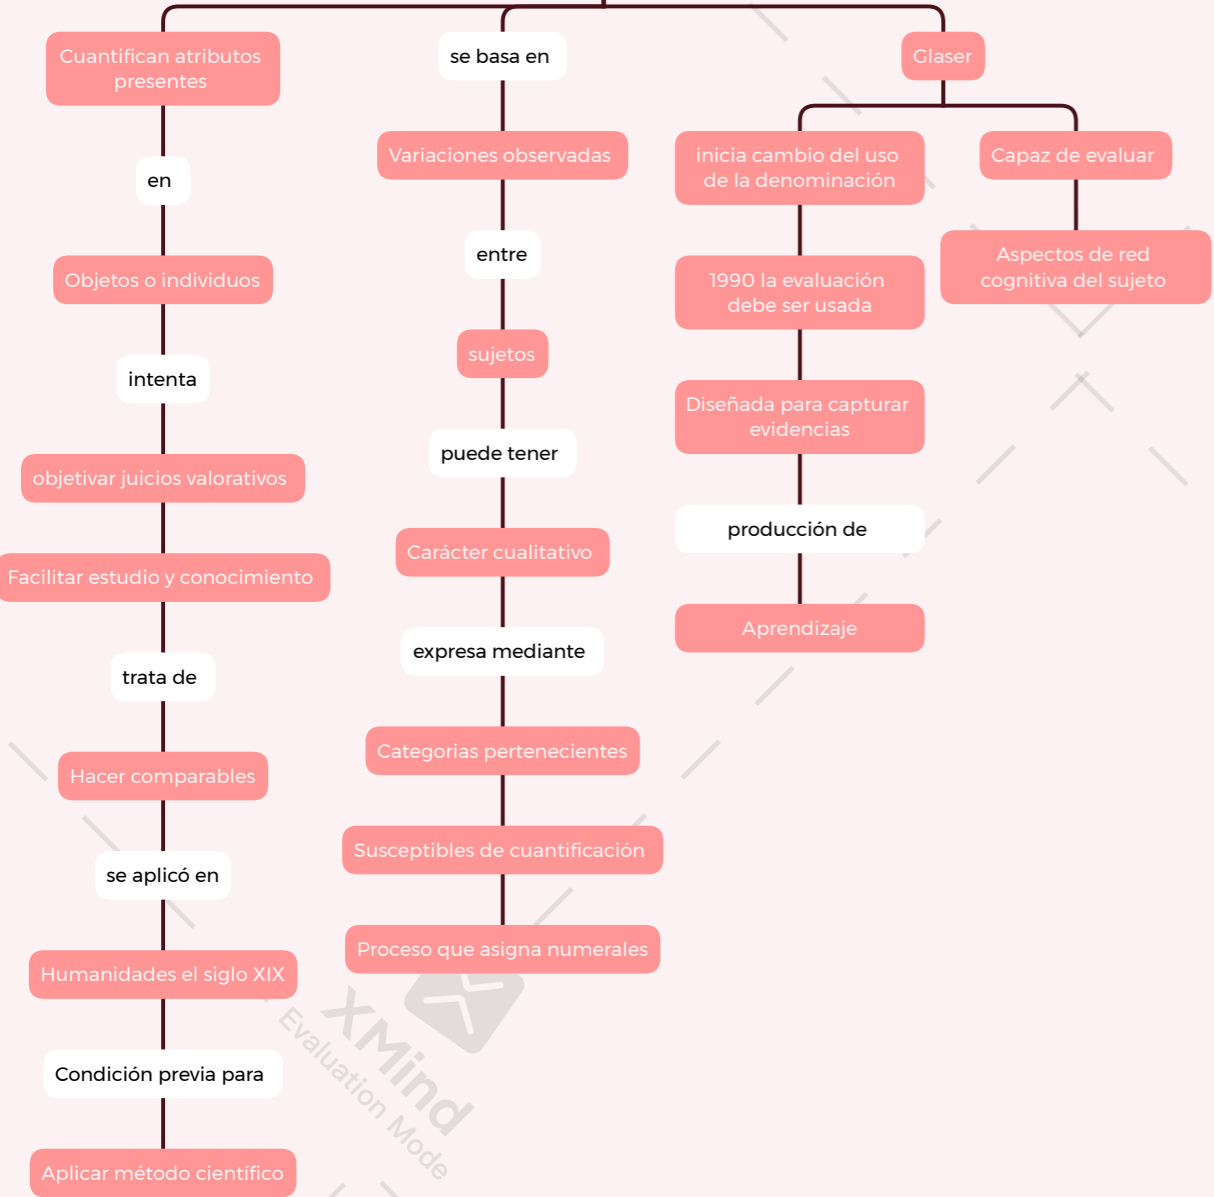 Cuantifican atributos
presentes
en
Objetos o individuos
intenta
objetivar juicios valorativos
Facilitar estudio y conocimiento
trata de
Hacer comparables
se aplicó en
Humanidades el siglo XIX
Condición previa para
Aplicar método científico
se basa en
Variaciones observadas
entre
sujetos
puede tener
Carácter cualitativo
expresa mediante
Categorias pertenecientes
Susceptibles de cuantificación
Proceso que asigna numerales
Glaser
inicia cambio del uso
de la denominación
1990 la evaluación
debe ser usada
Diseñada para capturar
evidencias
producción de
Aprendizaje
Capaz de evaluar
Aspectos de red
cognitiva del sujeto
XMind
Evaluation Mode